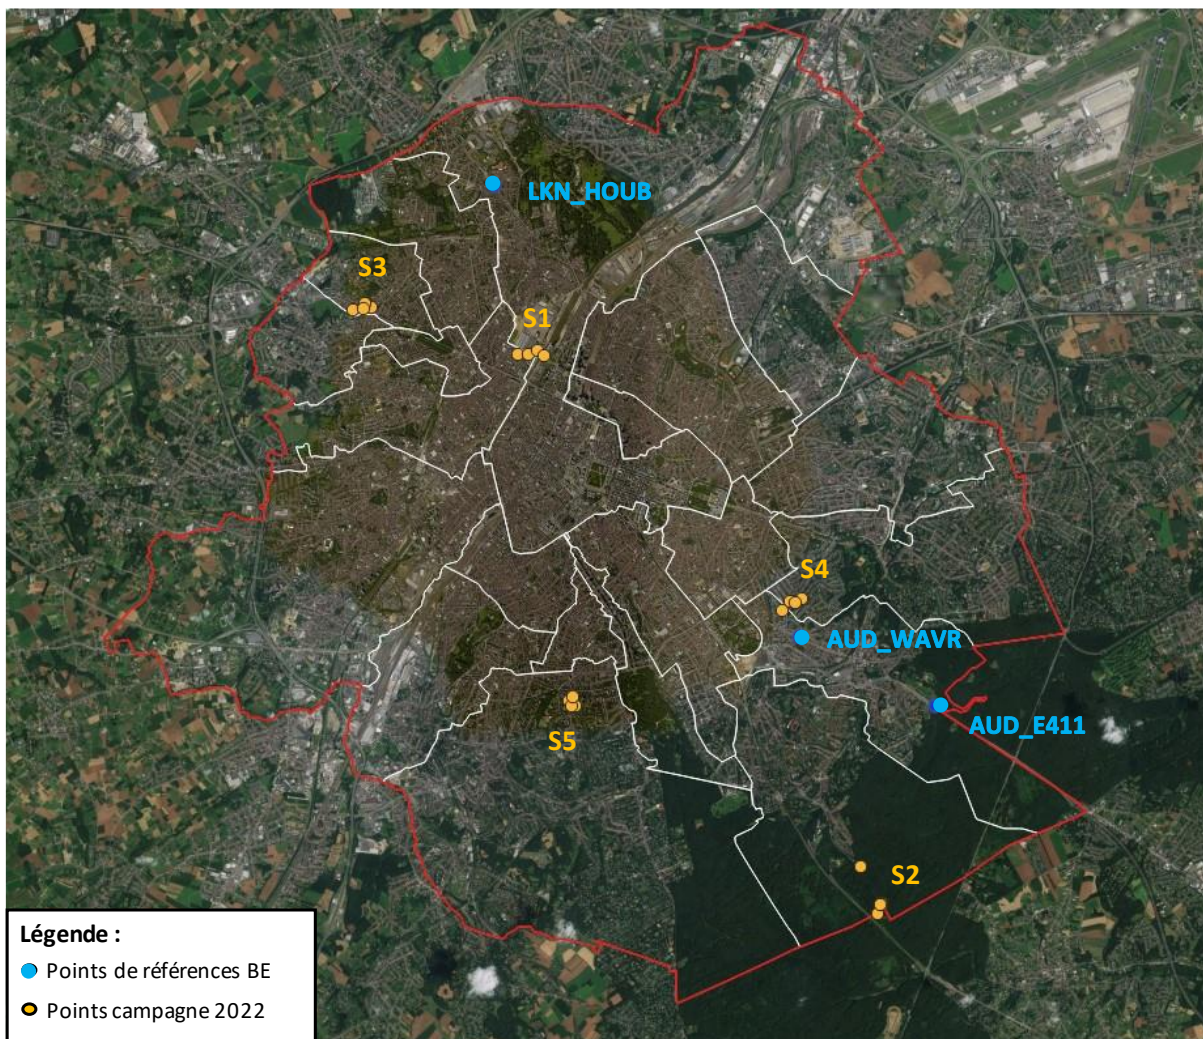 LKN_HOUB
S3
S1
S4
AUD_WAVR
AUD_E411
S5
S2
Légende :
Points de références BE
Points campagne 2022